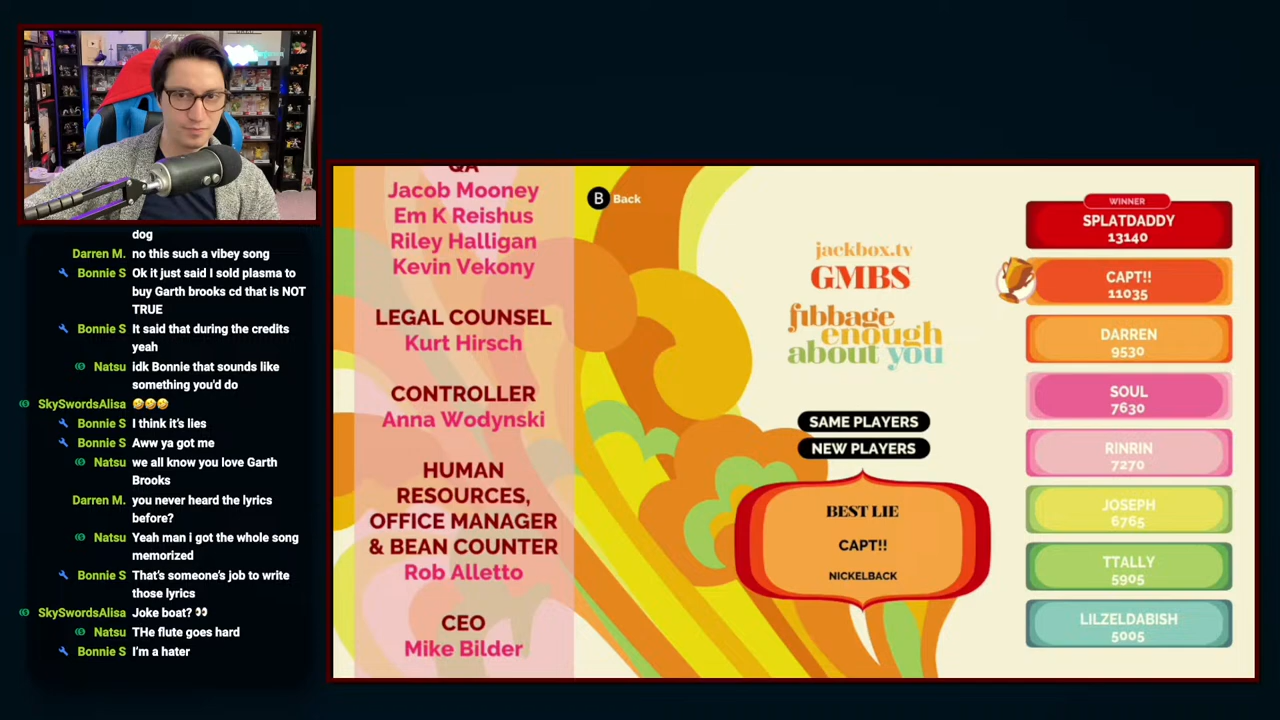 dog
Darren M. no this such a vibey song
Bonnie S Ok it just said I sold plasma to
buy Garth brooks cd that is NOT
TRUE
Bonnie S It said that during the credits
yeah
Natsu idk Bonnie that sounds like
something you'd do
SkySwordsAlisa 🤣🤣🤣
Bonnie S I think it's lies
Bonnie S Aww ya got me
Natsu we all know you love Garth
Brooks
Darren M. you never heard the lyrics
before?
Natsu Yeah man i got the whole song
memorized
Bonnie S That's someone's job to write
those lyrics
SkySwordsAlisa Joke boat? 👀
Natsu THe flute goes hard
Bonnie S I'm a hater
QA
Jacob Mooney
Em K Reishus
Riley Halligan
Kevin Vekony
LEGAL COUNSEL
Kurt Hirsch
CONTROLLER
Anna Wodynski
HUMAN
RESOURCES,
OFFICE MANAGER
& BEAN COUNTER
Rob Alletto
CEO
Mike Bilder
B Back
jackbox.tv
GMBS
fibbage
enough
about you
SAME PLAYERS
NEW PLAYERS
BEST LIE
CAPT!!
NICKELBACK
WINNER
SPLATDADDY
13140
CAPT!!
11035
DARREN
9530
SOUL
7630
RINRIN
7270
JOSEPH
6765
TTALLY
5905
LILZELDABISH
5005